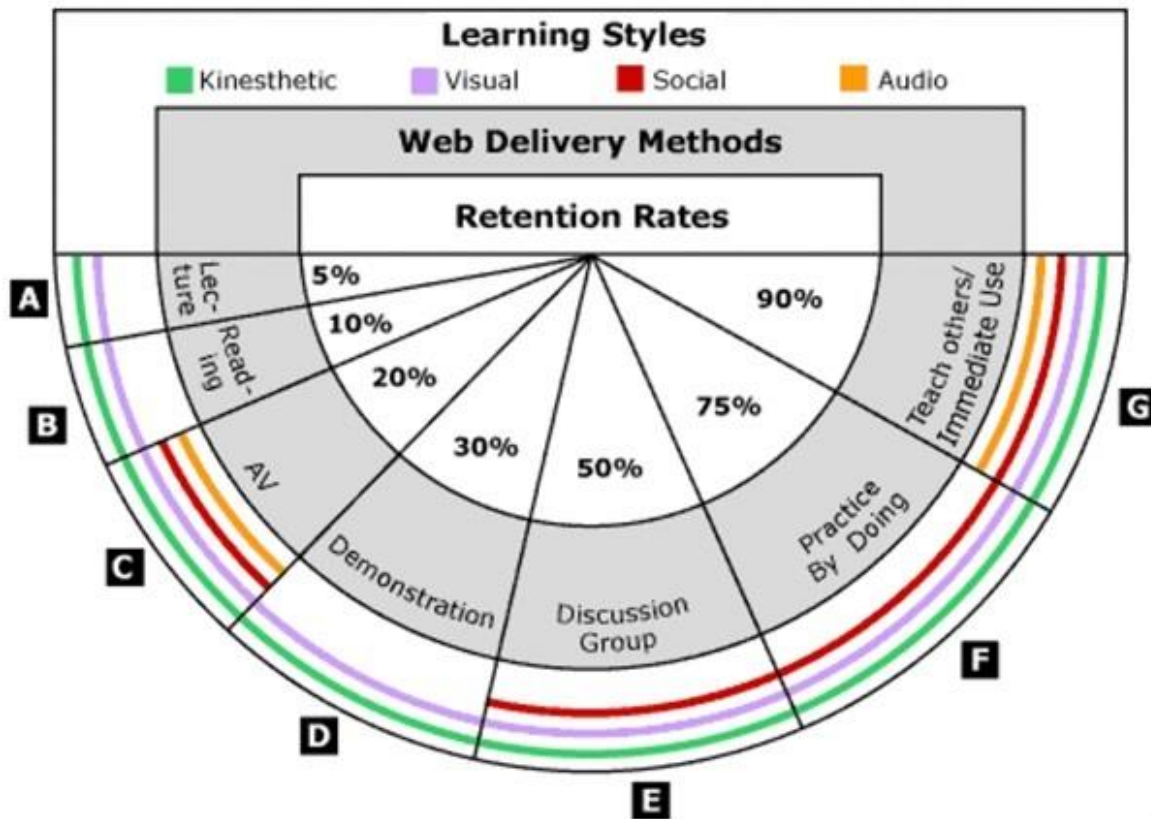 Learning Styles
Kinesthetic Visual Social Audio
Web Delivery Methods
Retention Rates
A
Lec-
ture
5%
B
Read-
ing
10%
C
AV
20%
D
Demonstration
30%
E
Discussion
Group
50%
F
Practice
By Doing
75%
G
Teach others/
Immediate Use
90%